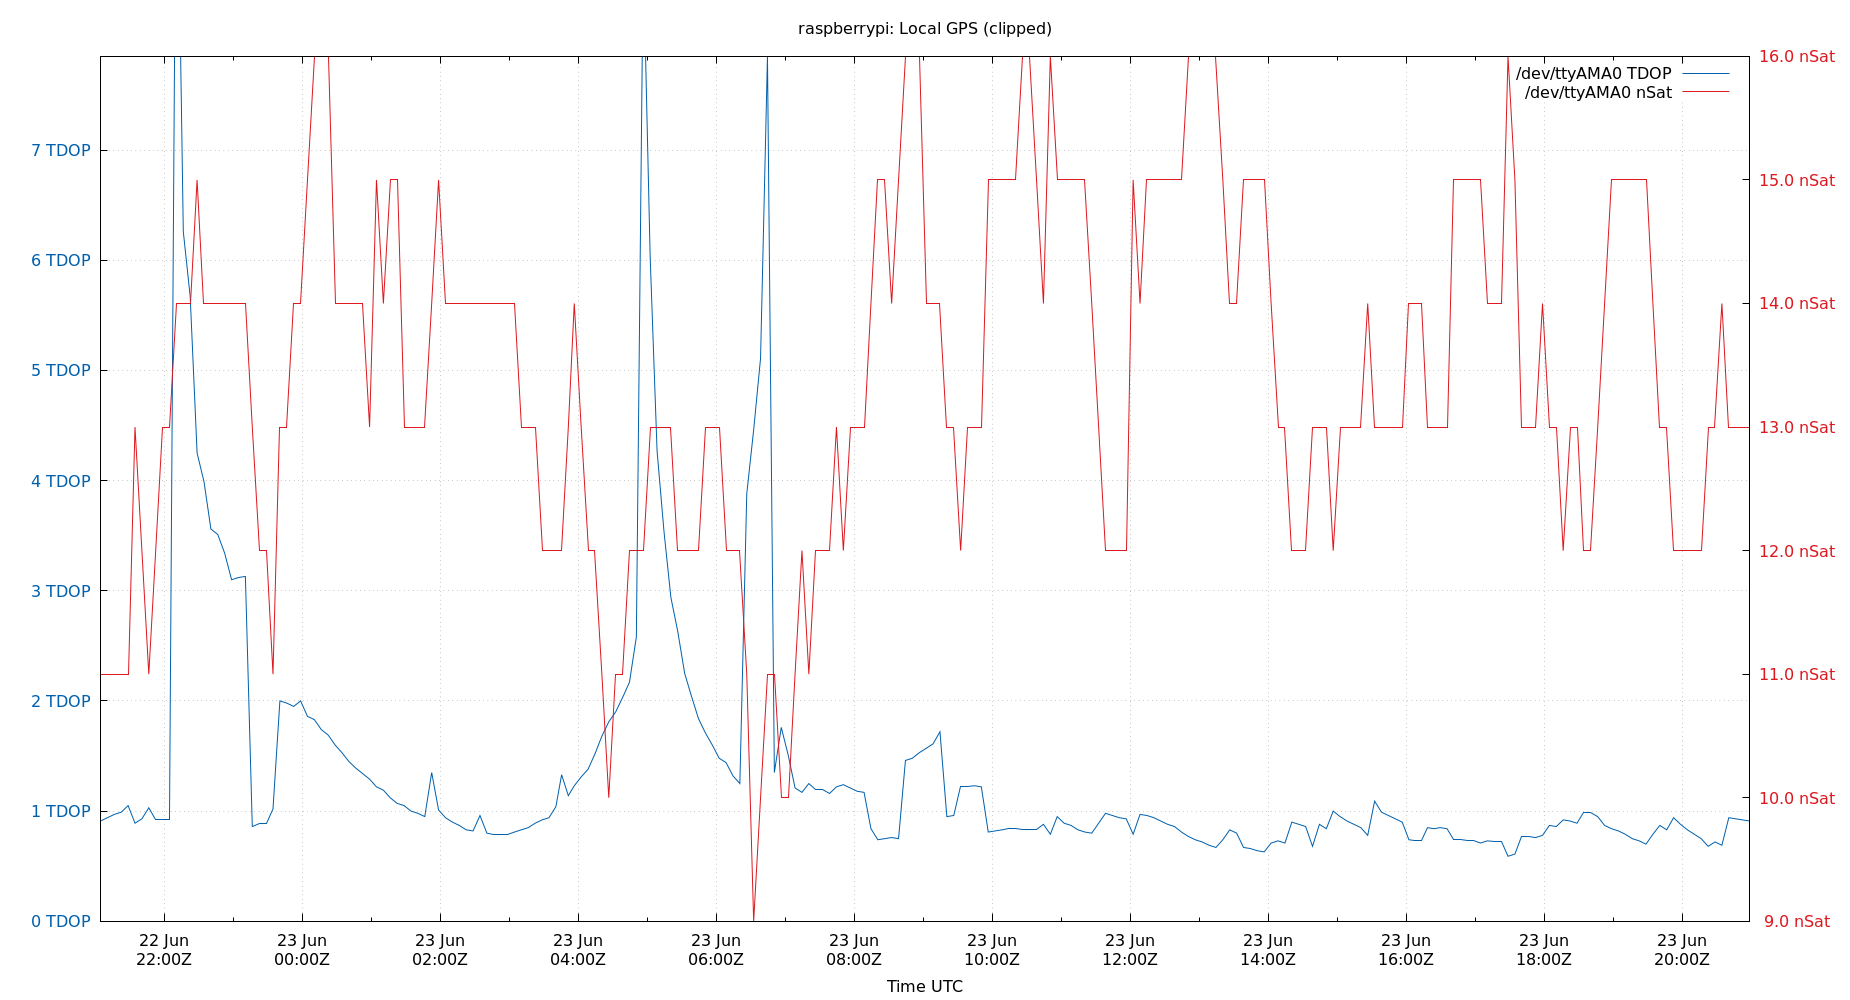 raspberrypi: Local GPS (clipped)
/dev/ttyAMA0 TDOP
/dev/ttyAMA0 nSat
7 TDOP
6 TDOP
5 TDOP
4 TDOP
3 TDOP
2 TDOP
1 TDOP
0 TDOP
16.0 nSat
15.0 nSat
14.0 nSat
13.0 nSat
12.0 nSat
11.0 nSat
10.0 nSat
9.0 nSat
22 Jun
22:00Z
23 Jun
00:00Z
23 Jun
02:00Z
23 Jun
04:00Z
23 Jun
06:00Z
23 Jun
08:00Z
23 Jun
10:00Z
23 Jun
12:00Z
23 Jun
14:00Z
23 Jun
16:00Z
23 Jun
18:00Z
23 Jun
20:00Z
Time UTC